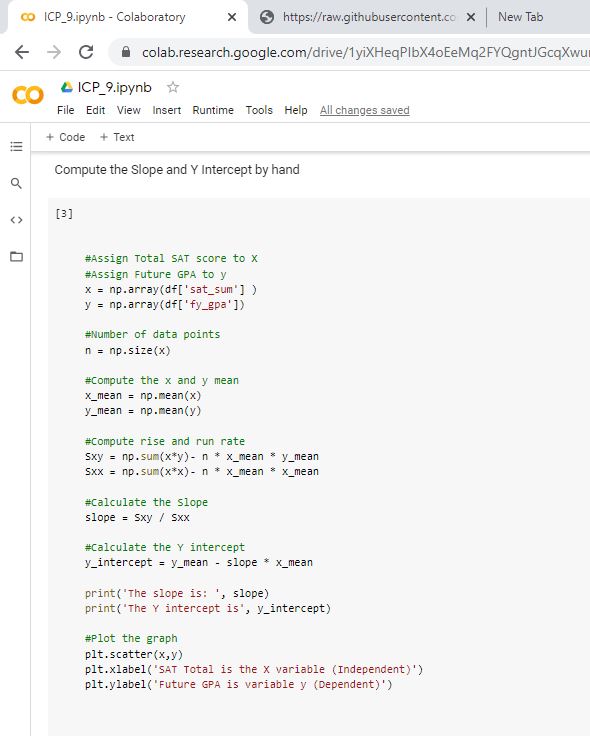 ICP_9.ipynb - Colaboratory
https://raw.githubusercontent.co
New Tab
colab.research.google.com/drive/1yiXHeqPIbX4oEeMq2FYQgntJGcqXwu
ICP_9.ipynb
File Edit View Insert Runtime Tools Help All changes saved
+ Code + Text
Compute the Slope and Y Intercept by hand
[3]
#Assign Total SAT score to X
#Assign Future GPA to y
x = np.array(df['sat_sum'] )
y = np.array(df['fy_gpa'])
#Number of data points
n = np.size(x)
#Compute the x and y mean
x_mean = np.mean(x)
y_mean = np.mean(y)
#Compute rise and run rate
Sxy = np.sum(x*y)- n * x_mean * y_mean
Sxx = np.sum(x*x)- n * x_mean * x_mean
#Calculate the Slope
slope = Sxy / Sxx
#Calculate the Y intercept
y_intercept = y_mean - slope * x_mean
print('The slope is: ', slope)
print('The Y intercept is', y_intercept)
#Plot the graph
plt.scatter(x,y)
plt.xlabel('SAT Total is the X variable (Independent)')
plt.ylabel('Future GPA is variable y (Dependent)')